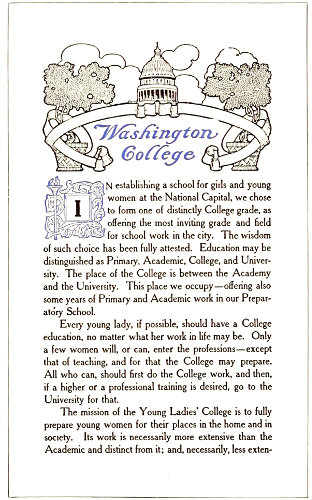 Washington
College
IN establishing a school for girls and young
women at the National Capital, we chose
to form one of distinctly College grade, as
offering the most inviting grade and field
for school work in the city. The wisdom
of such choice has been fully attested. Education may be
distinguished as Primary, Academic, College, and Univer-
sity. The place of the College is between the Academy
and the University. This place we occupy—offering also
some years of Primary and Academic work in our Prepar-
atory School.
Every young lady, if possible, should have a College
education, no matter what her work in life may be. Only
a few women will, or can, enter the professions—except
that of teaching, and for that the College may prepare.
All who can, should first do the College work, and then,
if a higher or a professional training is desired, go to the
University for that.
The mission of the Young Ladies' College is to fully
prepare young women for their places in the home and in
society. Its work is necessarily more extensive than the
Academic and distinct from it; and, necessarily, less exten-